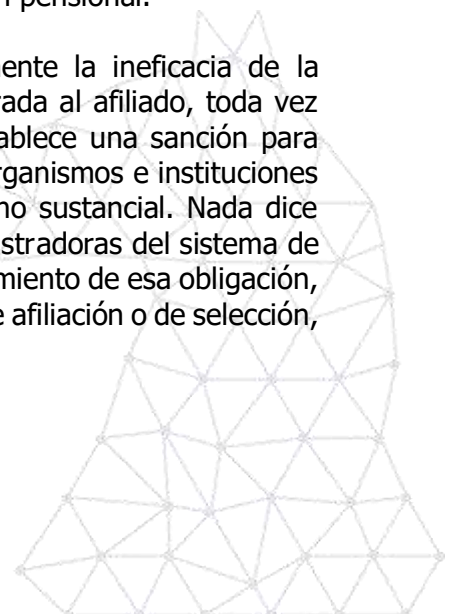 pensional.
ente la ineficacia de la
rada al afiliado, toda vez
ablece una sanción para
rganismos e instituciones
no sustancial. Nada dice
stradoras del sistema de
miento de esa obligación,
e afiliación o de selección,